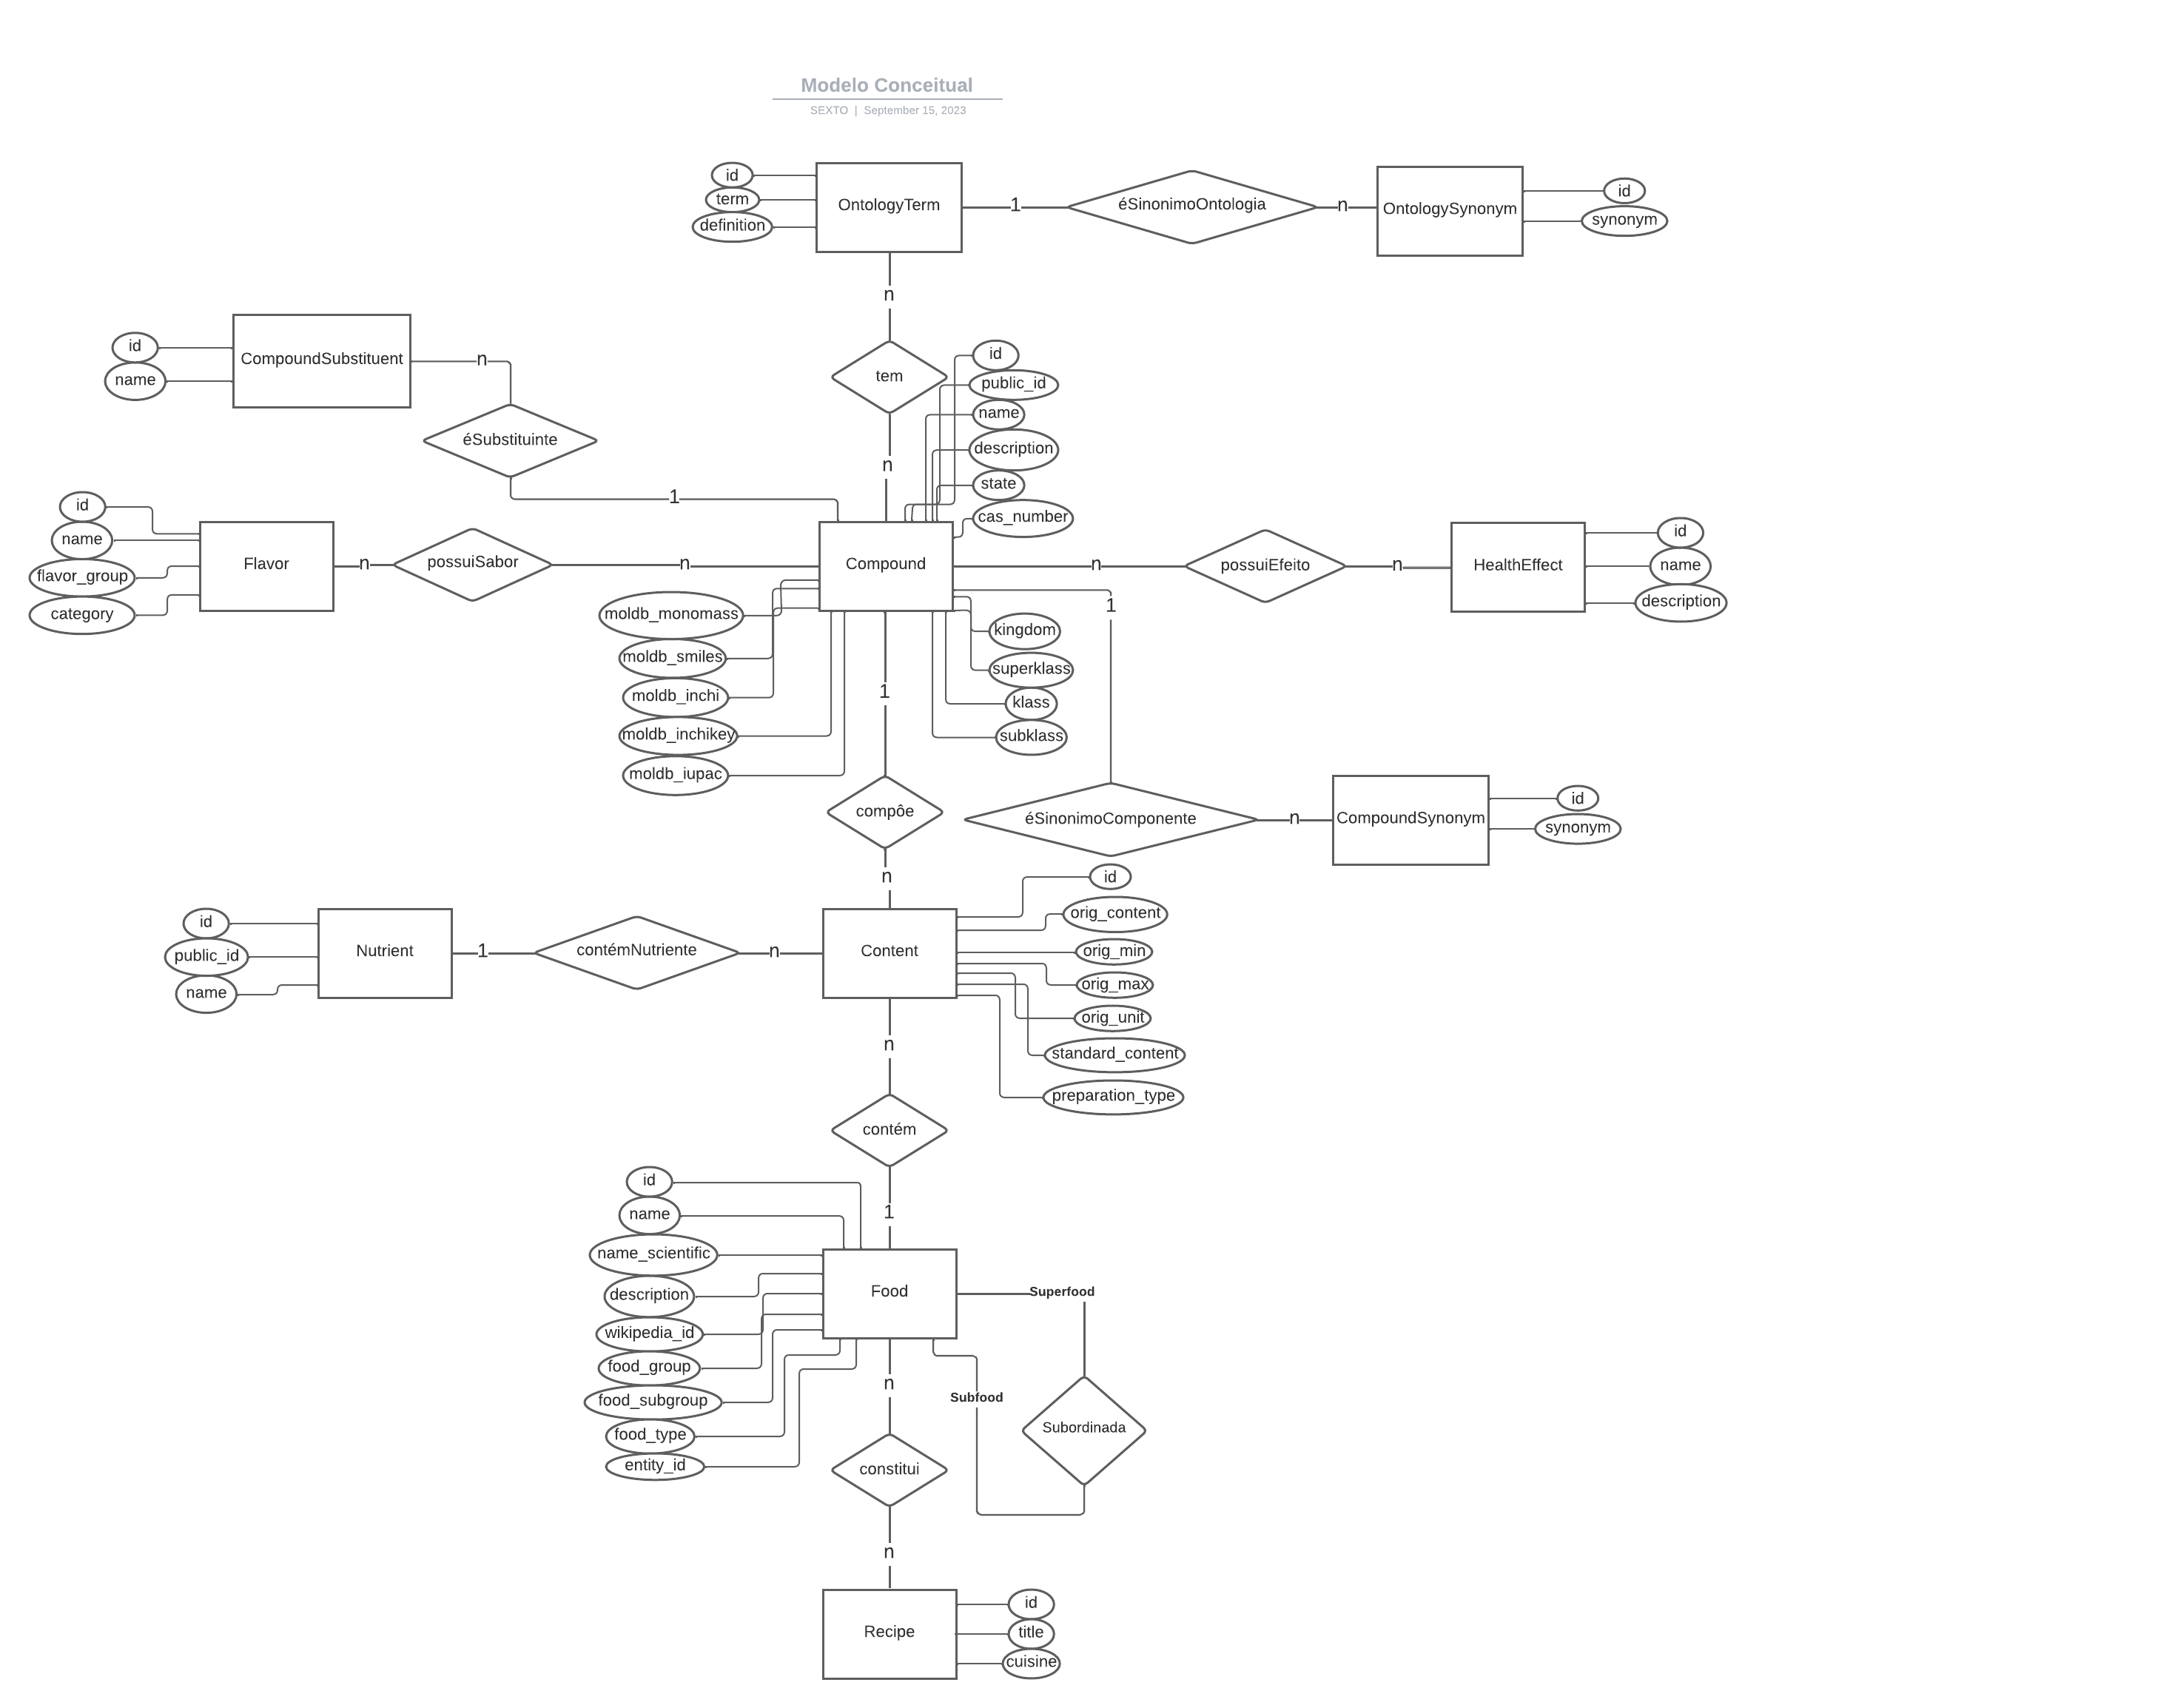 Modelo Conceitual
SEXTO | September 15, 2023
id
term
definition
OntologyTerm
1
éSinonimoOntologia
n
OntologySynonym
id
synonym
n
id
name
CompoundSubstituent
n
tem
id
public_id
name
description
state
cas_number
éSubstituinte
n
1
id
name
flavor_group
category
Flavor
n
possuiSabor
n
Compound
n
possuiEfeito
n
HealthEffect
id
name
description
moldb_monomass
moldb_smiles
moldb_inchi
moldb_inchikey
moldb_iupac
1
1
kingdom
superklass
klass
subklass
compôe
éSinonimoComponente
n
CompoundSynonym
id
synonym
n
id
public_id
name
Nutrient
1
contémNutriente
n
Content
id
orig_content
orig_min
orig_max
orig_unit
standard_content
preparation_type
n
contém
1
id
name
name_scientific
description
wikipedia_id
food_group
food_subgroup
food_type
entity_id
Food
Superfood
n
Subfood
Subordinada
constitui
n
Recipe
id
title
cuisine